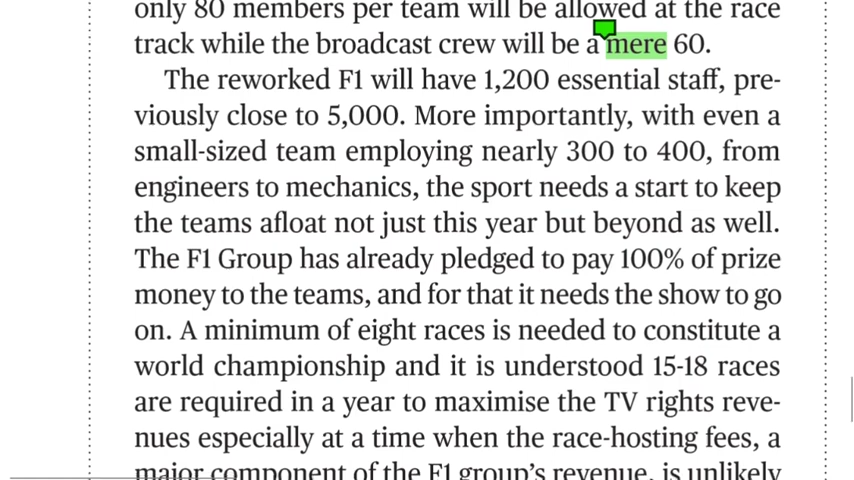 only 80 members per team will be allowed at the race
track while the broadcast crew will be a mere 60.
The reworked F1 will have 1,200 essential staff, pre-
viously close to 5,000. More importantly, with even a
small-sized team employing nearly 300 to 400, from
engineers to mechanics, the sport needs a start to keep
the teams afloat not just this year but beyond as well.
The F1 Group has already pledged to pay 100% of prize
money to the teams, and for that it needs the show to go
on. A minimum of eight races is needed to constitute a
world championship and it is understood 15-18 races
are required in a year to maximise the TV rights reve-
nues especially at a time when the race-hosting fees, a
major component of the F1 group's revenue, is unlikely